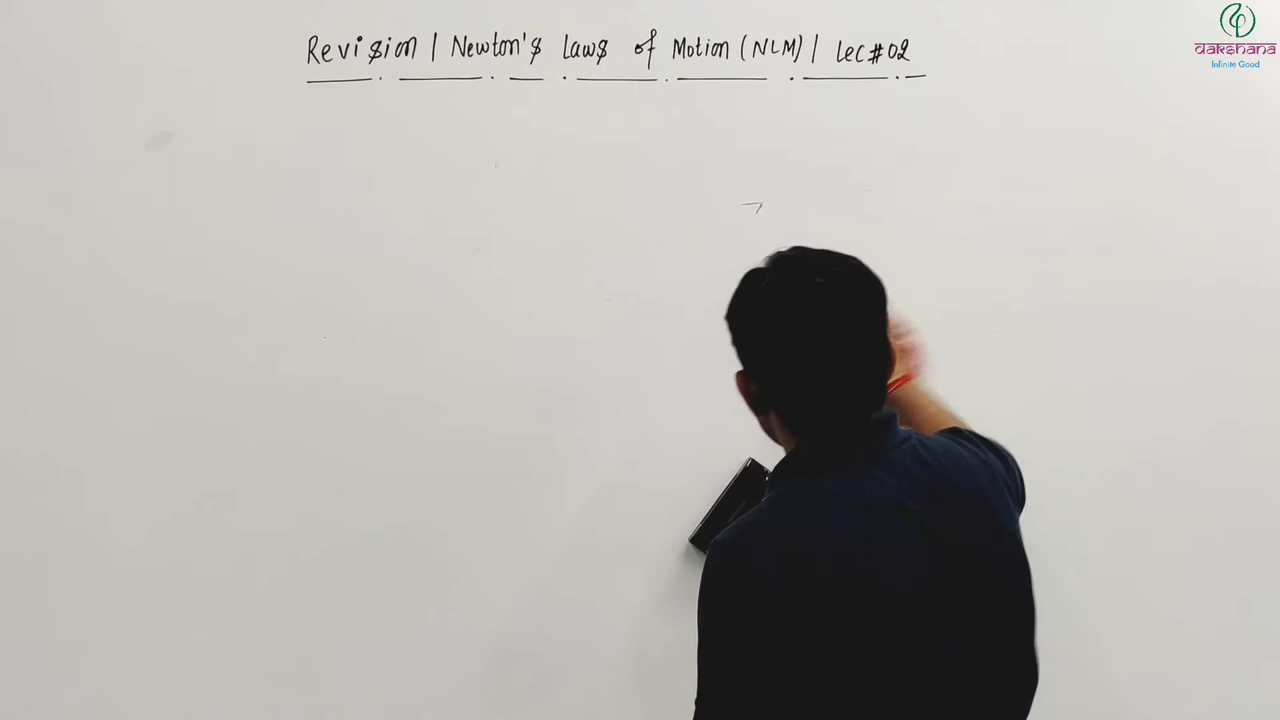 Revision | Newton's Laws of Motion (NLM) | Lec # 02
dakshana
Infinite Good